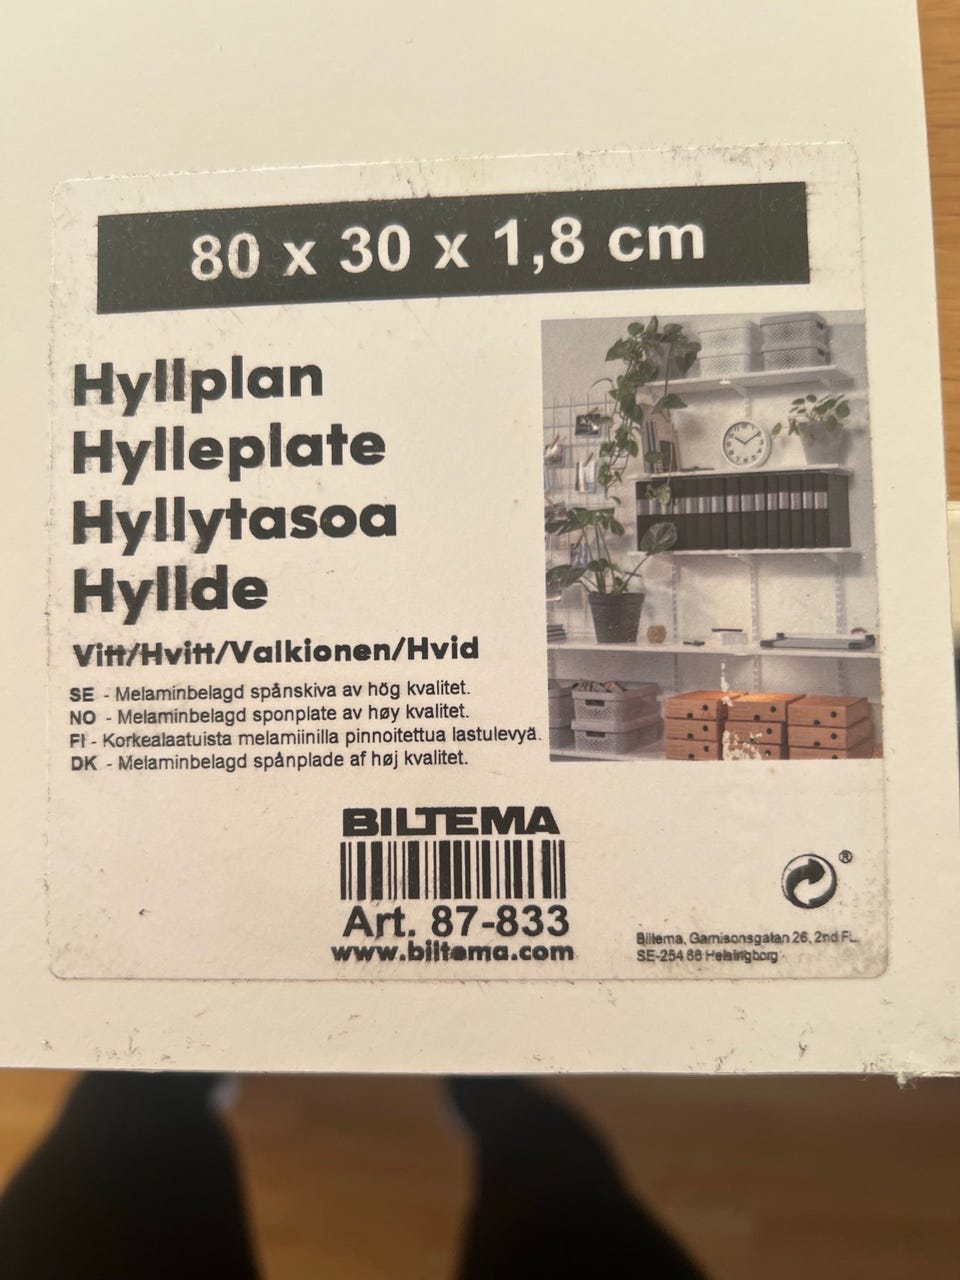 80 x 30 x 1,8 cm
Hyllplan
Hylleplate
Hyllytasoa
Hyllde
Vitt/Hvitt/Valkionen/Hvid
SE - Melaminbelagd spånskiva av hög kvalitet.
NO - Melaminbelagd sponplate av høy kvalitet.
FI - Korkealaatuista melamiinilla pinnoitettua lastulevyä.
DK - Melaminbelagd spånplade af høj kvalitet.
BILTEMA
Art. 87-833
www.biltema.com
®
Biltema, Garnisonsgatan 26, 2nd FL.
SE-254 66 Helsingborg